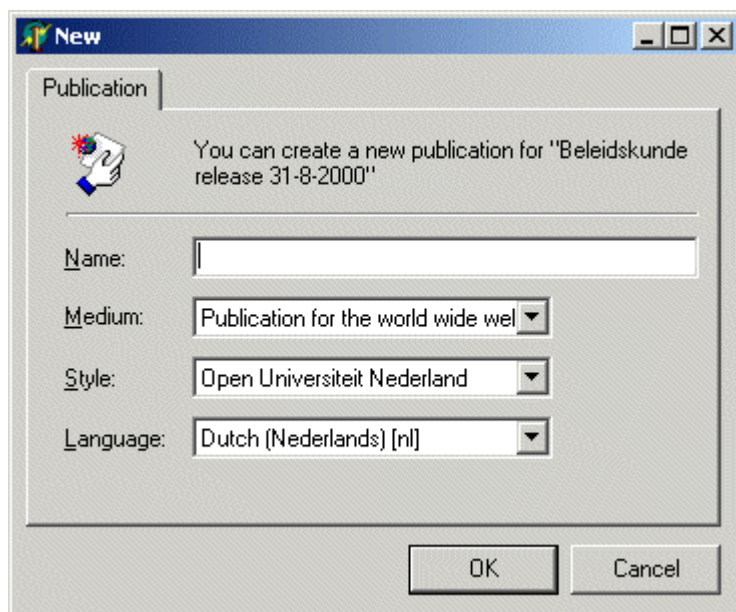 New
Publication
You can create a new publication for "Beleidskunde
release 31-8-2000"
Name:
Medium: Publication for the world wide wel
Style: Open Universiteit Nederland
Language: Dutch (Nederlands) [nl]
OK Cancel